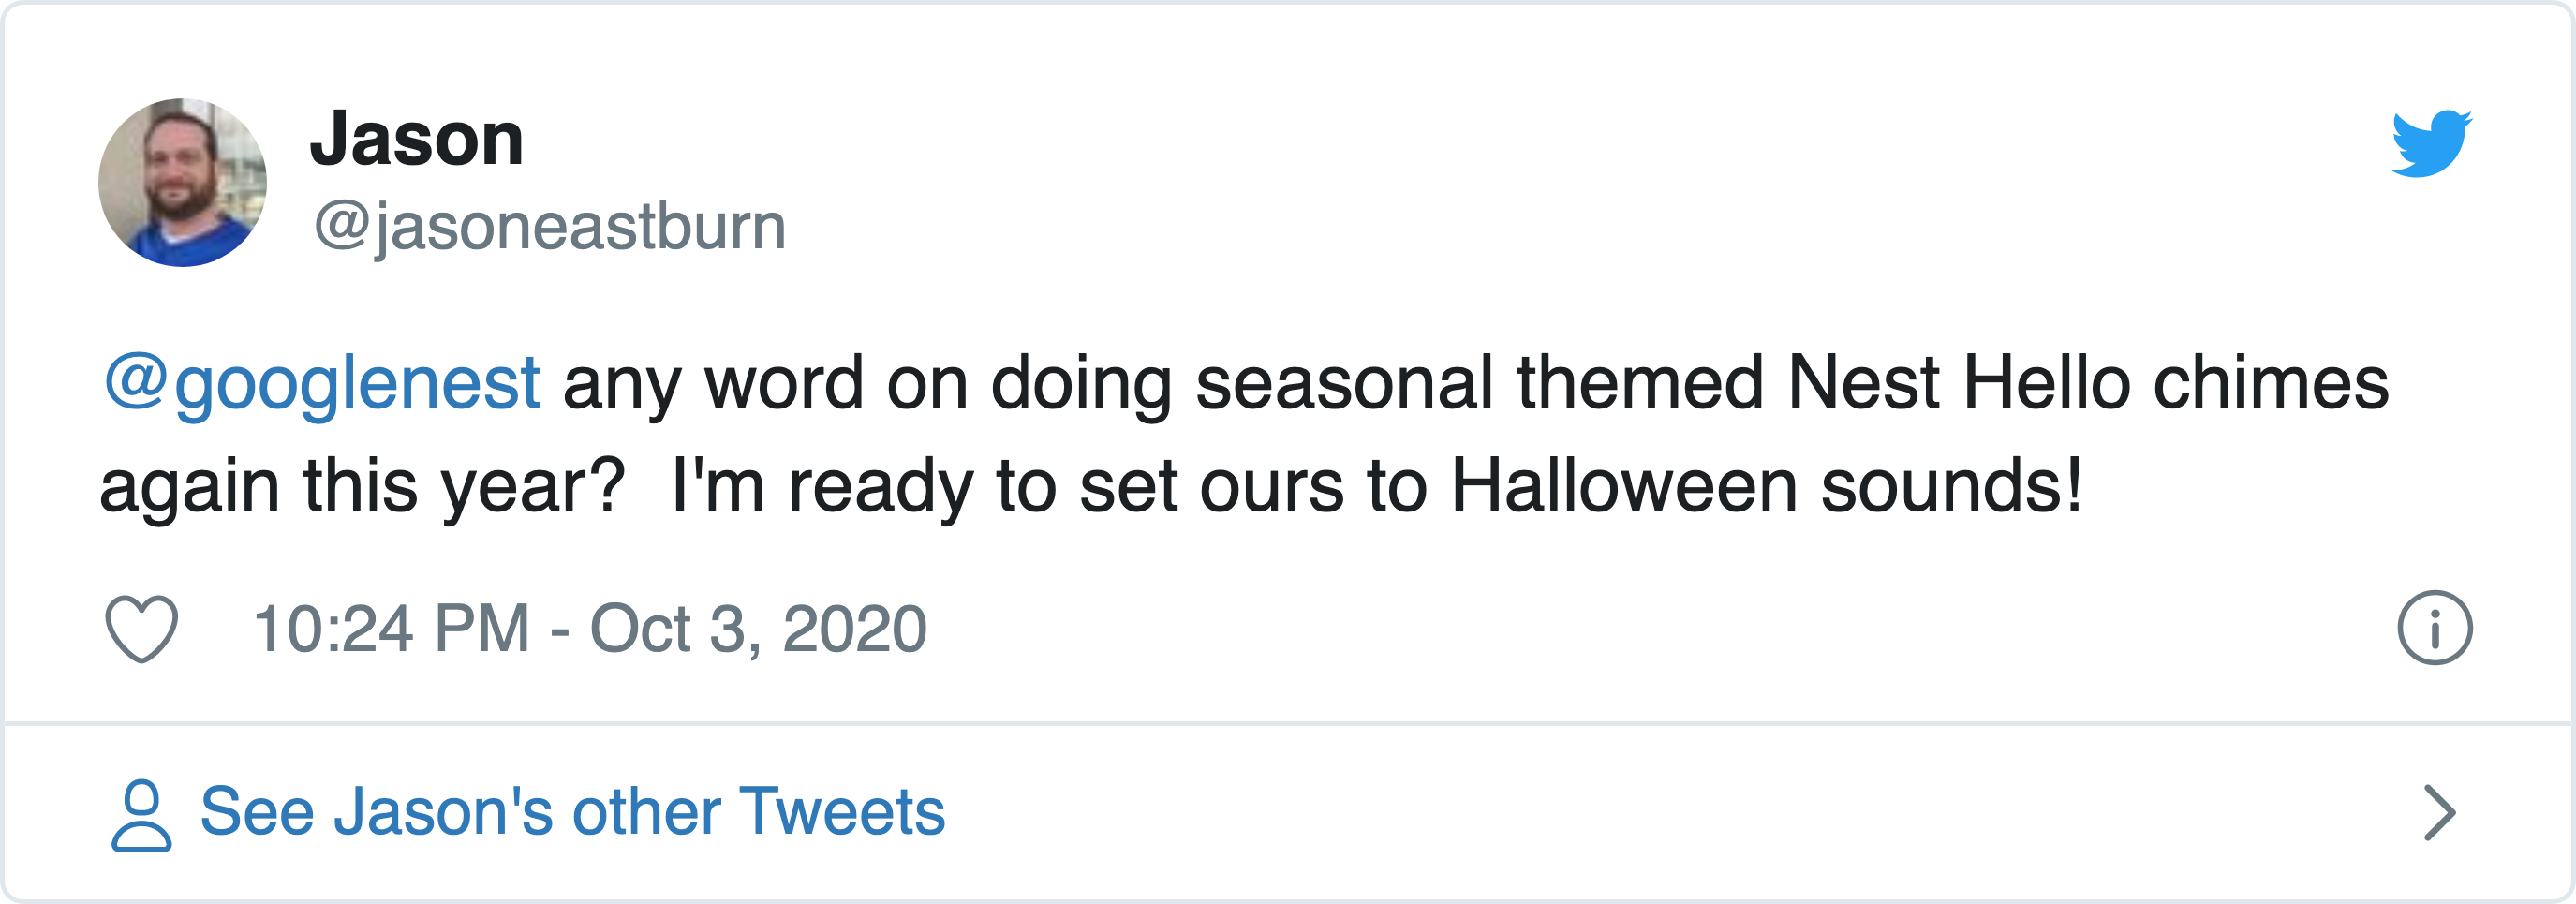 Jason
@jasoneastburn
@googlenest any word on doing seasonal themed Nest Hello chimes
again this year?  I'm ready to set ours to Halloween sounds!
10:24 PM - Oct 3, 2020
See Jason's other Tweets